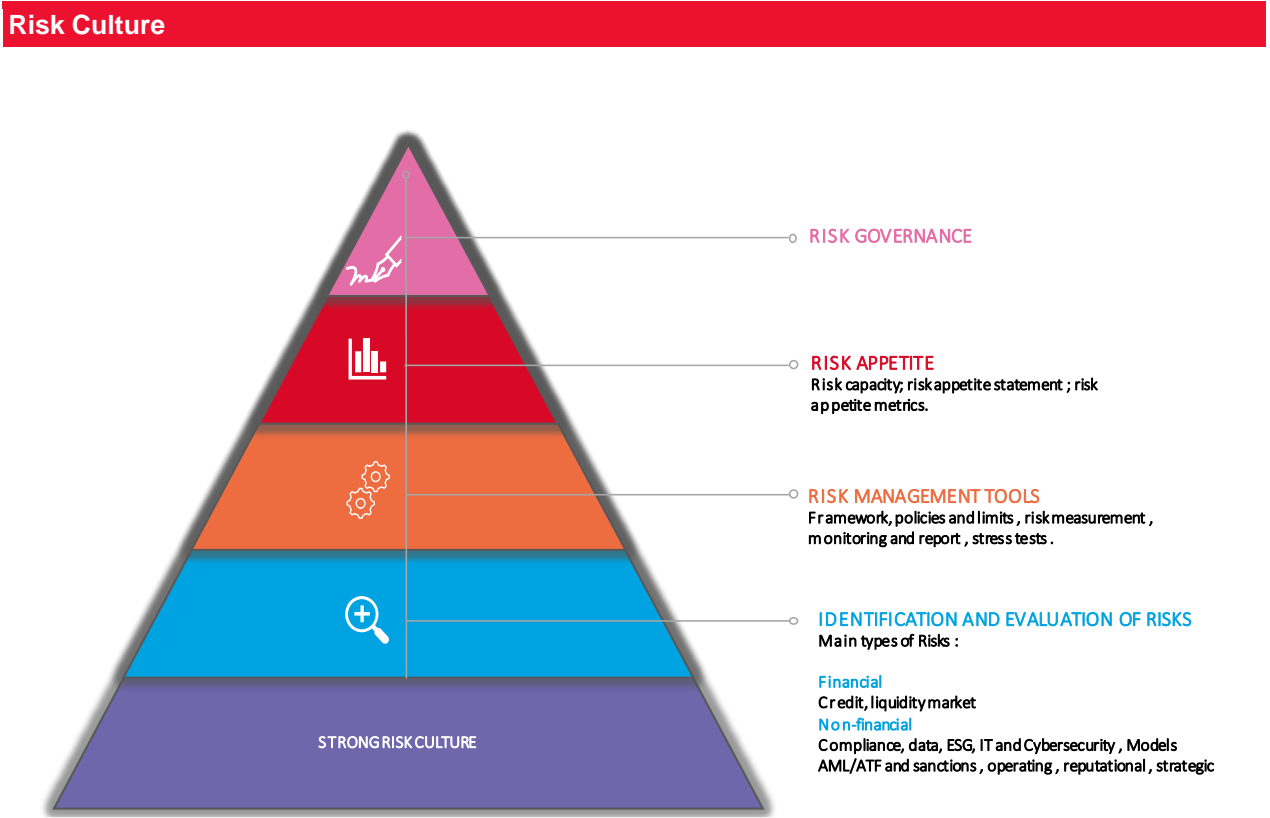 Risk Culture
RISK GOVERNANCE
RISK APPETITE
Risk capacity; risk appetite statement ; risk
appetite metrics.
RISK MANAGEMENT TOOLS
Framework, policies and limits , risk measurement ,
monitoring and report , stress tests .
IDENTIFICATION AND EVALUATION OF RISKS
Main types of Risks :
Financial
Credit, liquidity market
Non-financial
Compliance, data, ESG, IT and Cybersecurity , Models
AML/ATF and sanctions , operating , reputational , strategic
STRONG RISK CULTURE